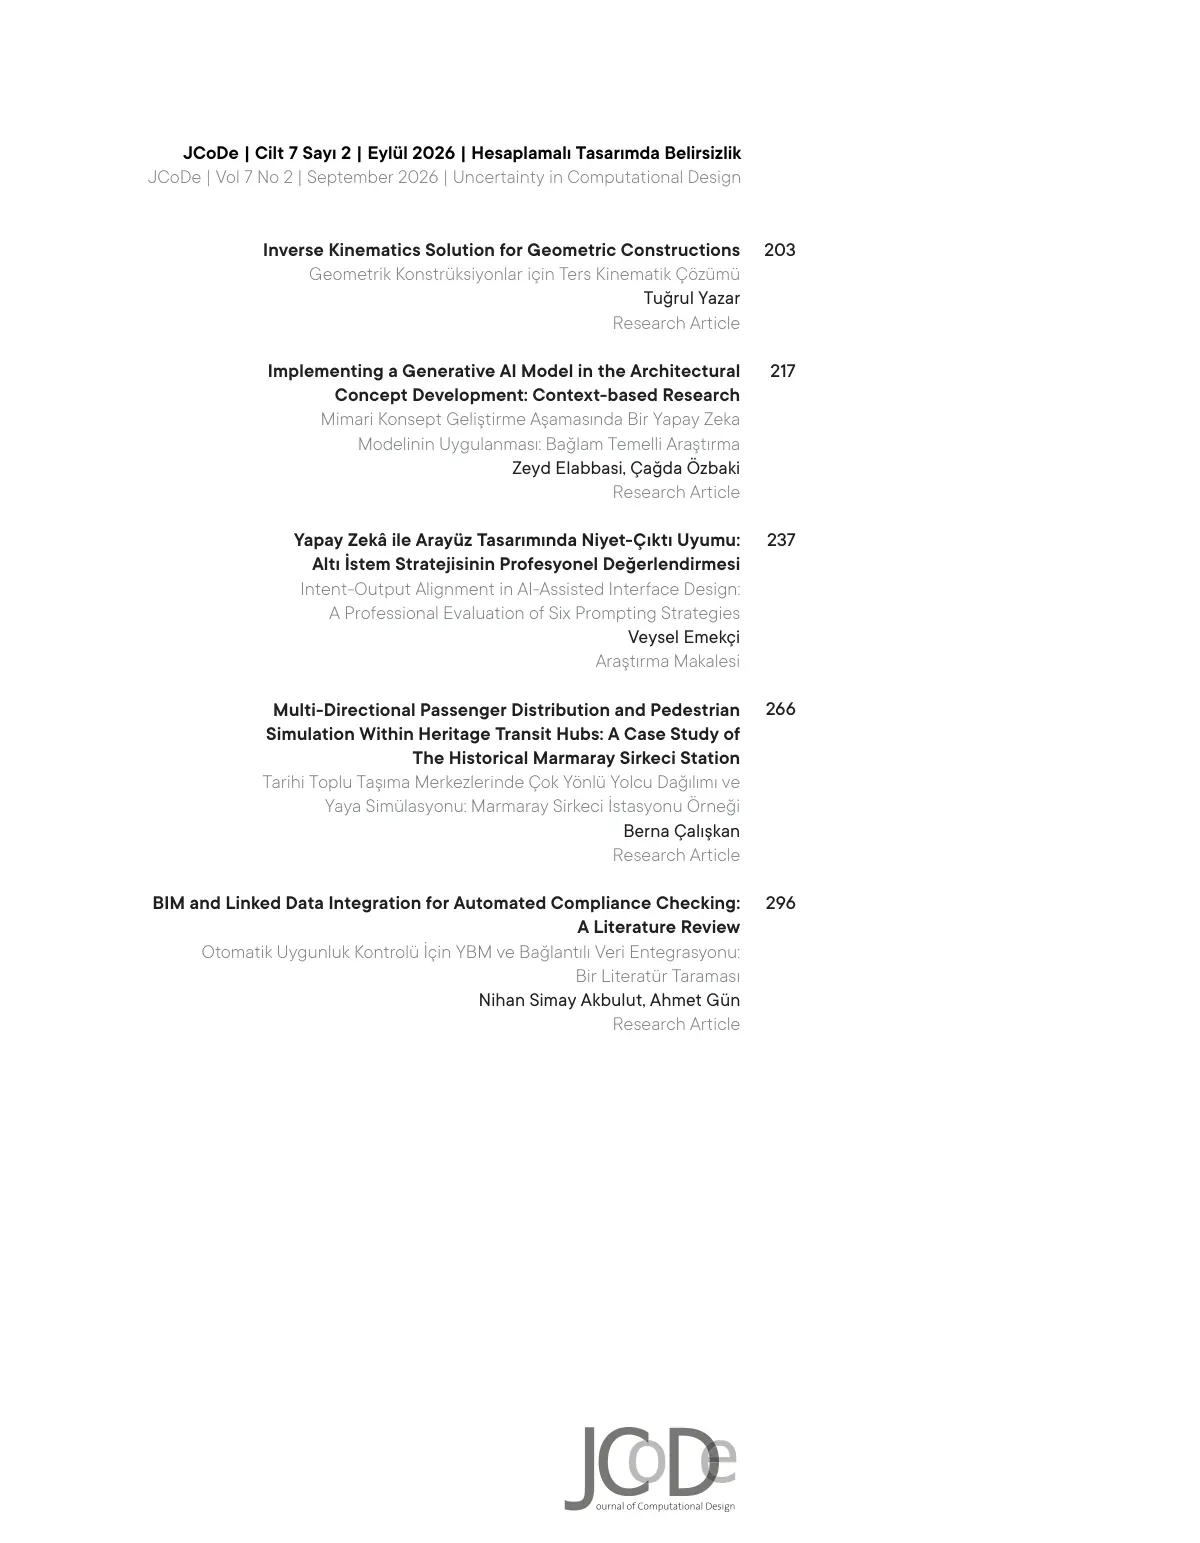 JCoDe | Cilt 7 Sayı 2 | Eylül 2026 | Hesaplamalı Tasarımda Belirsizlik
JCoDe | Vol 7 No 2 | September 2026 | Uncertainty in Computational Design
Inverse Kinematics Solution for Geometric Constructions 203
Geometrik Konstrüksiyonlar için Ters Kinematik Çözümü
Tuğrul Yazar
Research Article
Implementing a Generative AI Model in the Architectural 217
Concept Development: Context-based Research
Mimari Konsept Geliştirme Aşamasında Bir Yapay Zeka
Modelinin Uygulanması: Bağlam Temelli Araştırma
Zeyd Elabbasi, Çağda Özbaki
Research Article
Yapay Zekâ ile Arayüz Tasarımında Niyet-Çıktı Uyumu: 237
Altı İstem Stratejisinin Profesyonel Değerlendirmesi
Intent-Output Alignment in AI-Assisted Interface Design:
A Professional Evaluation of Six Prompting Strategies
Veysel Emekçi
Araştırma Makalesi
Multi-Directional Passenger Distribution and Pedestrian 266
Simulation Within Heritage Transit Hubs: A Case Study of
The Historical Marmaray Sirkeci Station
Tarihi Toplu Taşıma Merkezlerinde Çok Yönlü Yolcu Dağılımı ve
Yaya Simülasyonu: Marmaray Sirkeci İstasyonu Örneği
Berna Çalışkan
Research Article
BIM and Linked Data Integration for Automated Compliance Checking: 296
A Literature Review
Otomatik Uygunluk Kontrolü İçin YBM ve Bağlantılı Veri Entegrasyonu:
Bir Literatür Taraması
Nihan Simay Akbulut, Ahmet Gün
Research Article
JCoDe
ournal of Computational Design